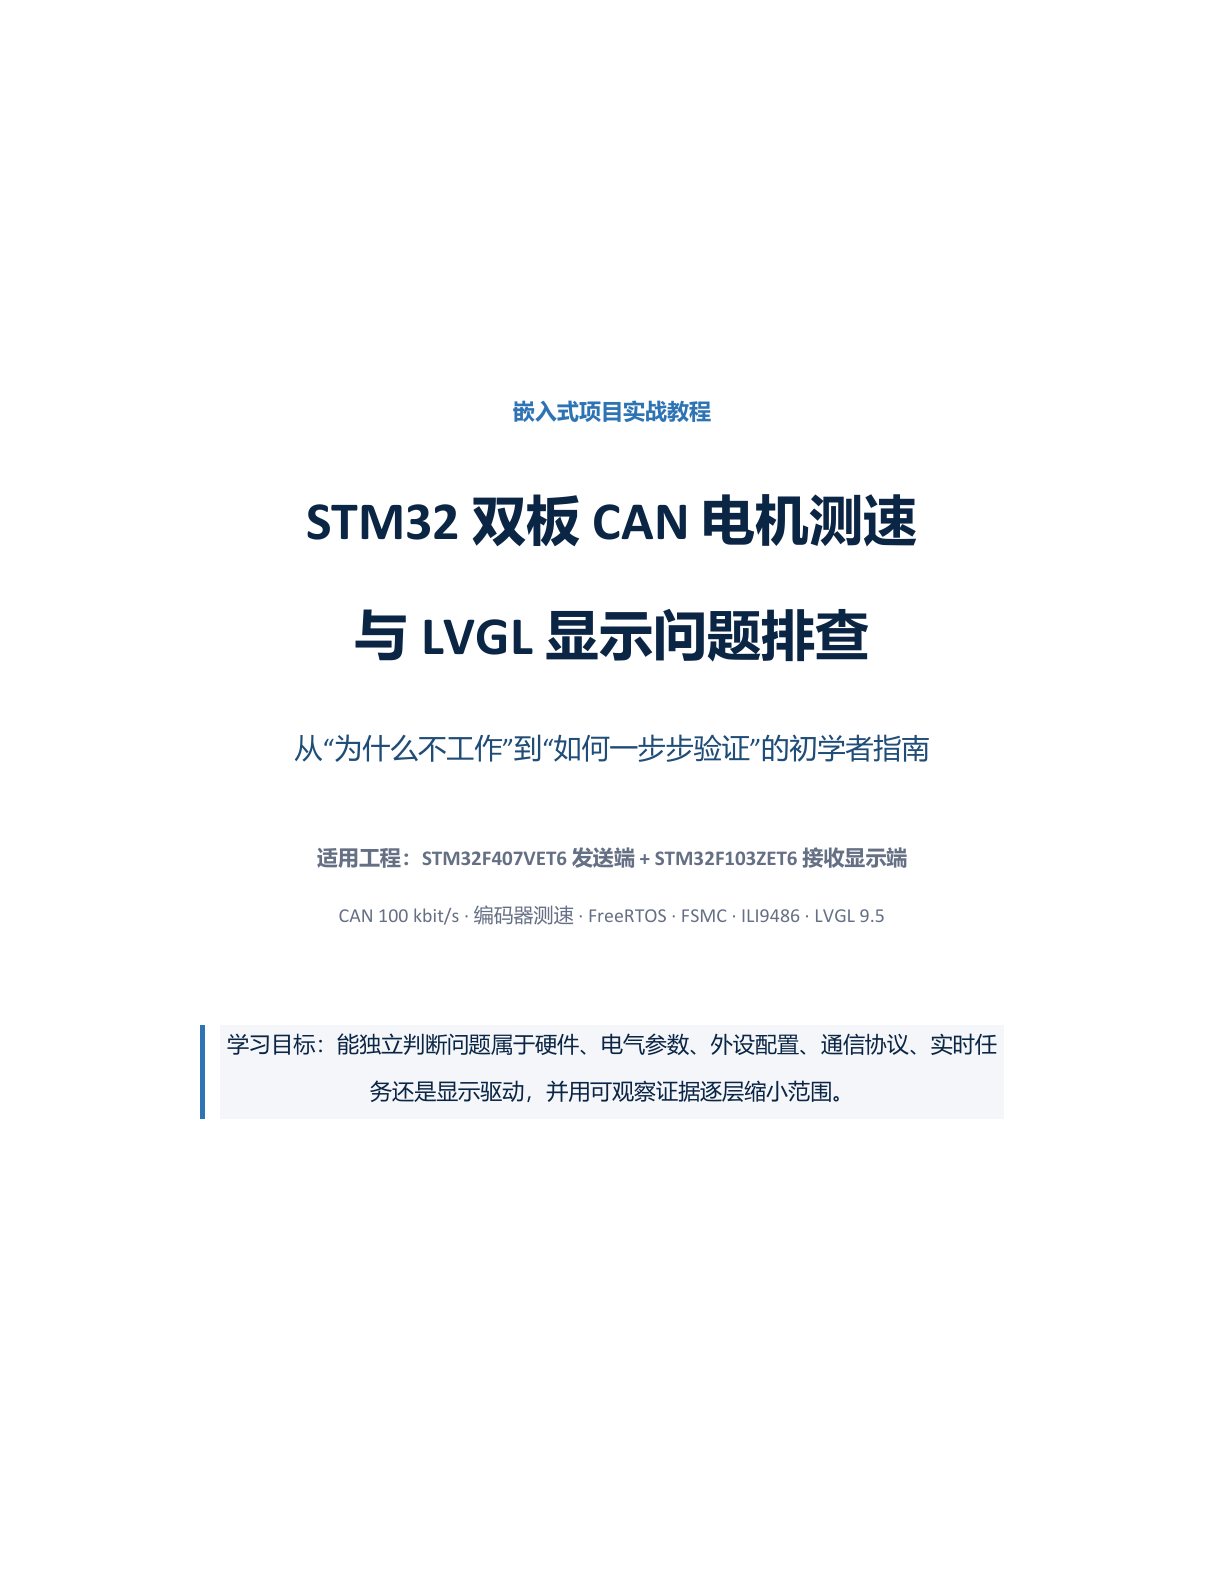 嵌入式项目实战教程
STM32 双板 CAN 电机测速
与 LVGL 显示问题排查
从“为什么不工作”到“如何一步步验证”的初学者指南
适用工程：STM32F407VET6 发送端 + STM32F103ZET6 接收显示端
CAN 100 kbit/s · 编码器测速 · FreeRTOS · FSMC · ILI9486 · LVGL 9.5
学习目标：能独立判断问题属于硬件、电气参数、外设配置、通信协议、实时任
务还是显示驱动，并用可观察证据逐层缩小范围。